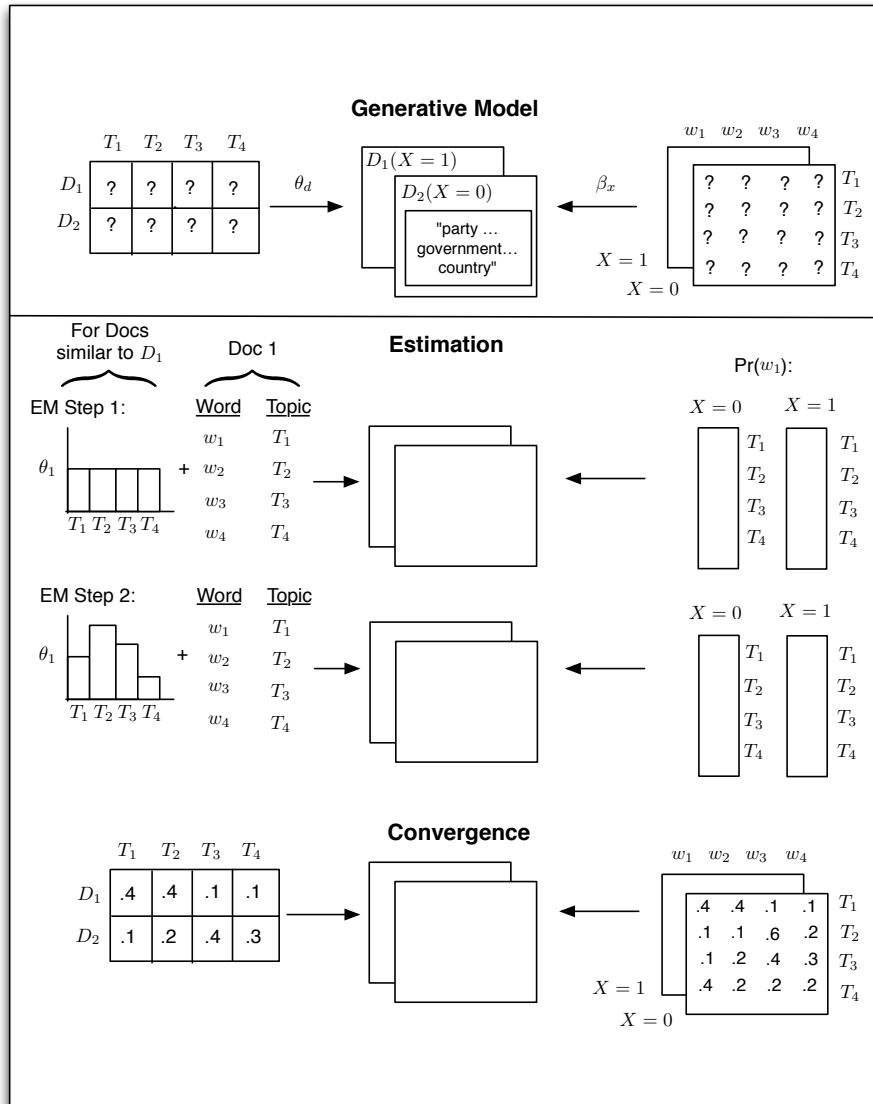 Generative Model
T1 T2 T3 T4
w1 w2 w3 w4
D1 ? ? ? ?
D2 ? ? ? ?
θd
D1(X = 1)
D2(X = 0)
"party ...
government...
country"
βx
? ? ? ? T1
? ? ? ? T2
? ? ? ? T3
? ? ? ? T4
X = 1
X = 0
For Docs
similar to D1
Doc 1
Estimation
Pr(w1):
EM Step 1:
Word Topic
w1 T1
w2 T2
w3 T3
w4 T4
θ1
+
T1 T2 T3 T4
X = 0 X = 1
T1 T1
T2 T2
T3 T3
T4 T4
EM Step 2:
Word Topic
w1 T1
w2 T2
w3 T3
w4 T4
θ1
+
T1 T2 T3 T4
X = 0 X = 1
T1 T1
T2 T2
T3 T3
T4 T4
Convergence
T1 T2 T3 T4
D1 .4 .4 .1 .1
D2 .1 .2 .4 .3
w1 w2 w3 w4
.4 .4 .1 .1 T1
.1 .1 .6 .2 T2
.1 .2 .4 .3 T3
.4 .2 .2 .2 T4
X = 1
X = 0